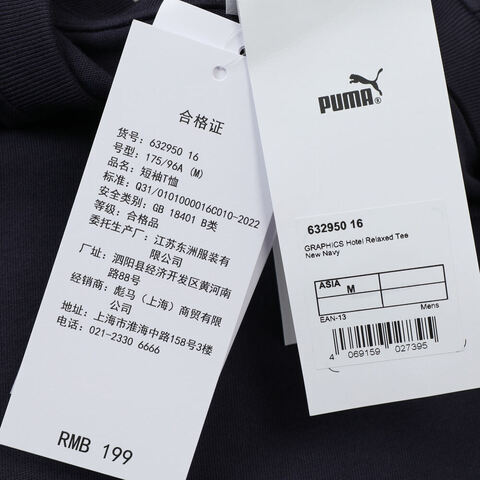 合格证
货号: 632950 16
号型: 175/96A (M)
品名: 短袖T恤
标准: Q31/0101000016C010-2022
安全类别: GB 18401 B类
等级: 合格品
委托生产厂: 江苏东洲服装有
限公司
厂址: 泗阳县经济开发区黄河南
路88号
经销商: 彪马（上海）商贸有限
公司
地址: 上海市淮海中路158号3楼
电话: 021-2330 6666
RMB 199
PUMA
632950 16
GRAPHICS Hotel Relaxed Tee
New Navy
ASIA
M
EAN-13
Mens
4 069159 027395